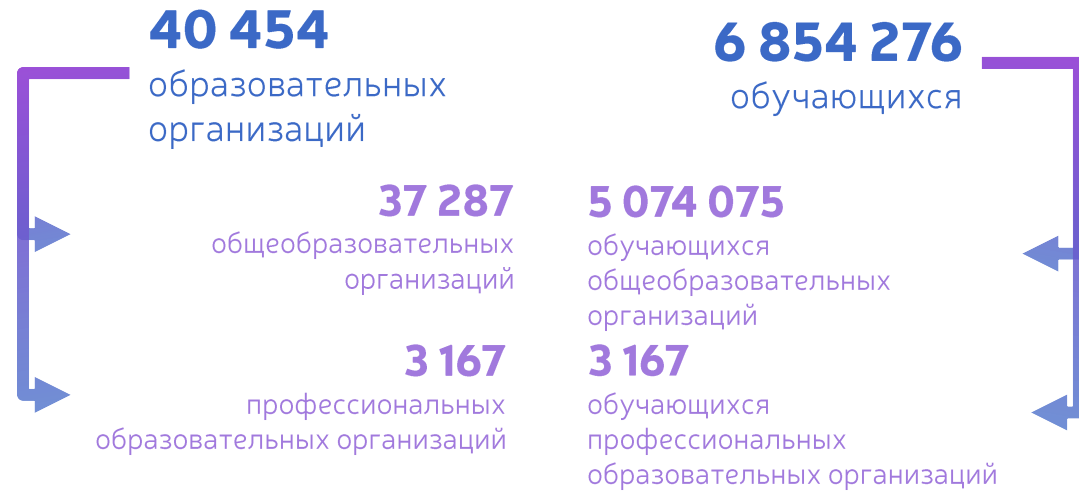 40 454
образовательных
организаций
6 854 276
обучающихся
37 287
общеобразовательных
организаций
5 074 075
обучающихся
общеобразовательных
организаций
3 167
профессиональных
образовательных организаций
3 167
обучающихся
профессиональных
образовательных организаций